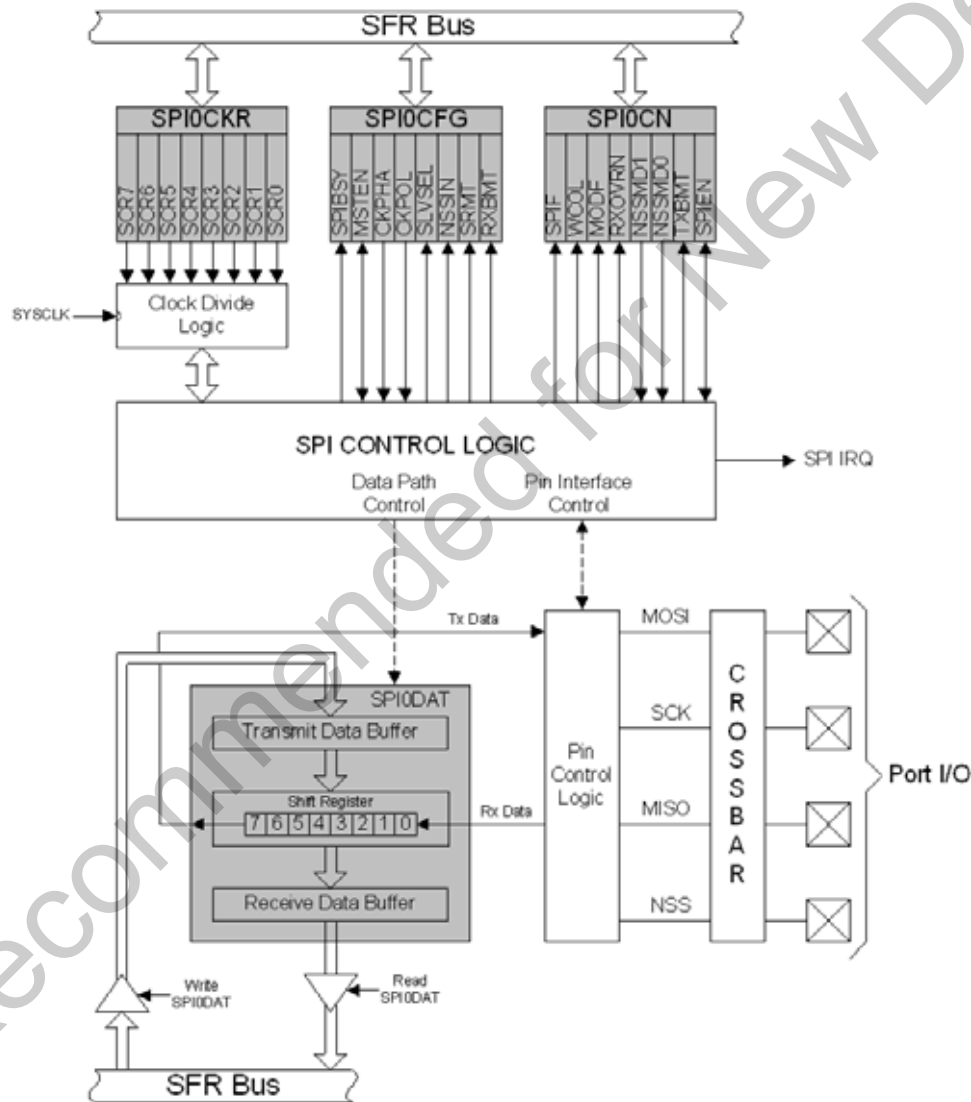 SFR Bus
SPI0CKR
SCR7
SCR6
SCR5
SCR4
SCR3
SCR2
SCR1
SCR0
SPI0CFG
SPIBSY
MSTEN
CKPHA
CKPOL
SLVSEL
NSSIN
SRMT
RXBMT
SPI0CN
SPIF
WCOL
MODF
RXOVRN
NSSMD1
NSSMD0
TXBMT
SPIEN
SYSCLK
Clock Divide
Logic
SPI CONTROL LOGIC
Data Path
Control
Pin Interface
Control
SPI IRQ
Tx Data
SPI0DAT
Transmit Data Buffer
Shift Register
7 6 5 4 3 2 1 0
Rx Data
Receive Data Buffer
Pin
Control
Logic
MOSI
SCK
MISO
NSS
CROSSBAR
Port I/O
Write
SPI0DAT
Read
SPI0DAT
SFR Bus
Recommended for New De